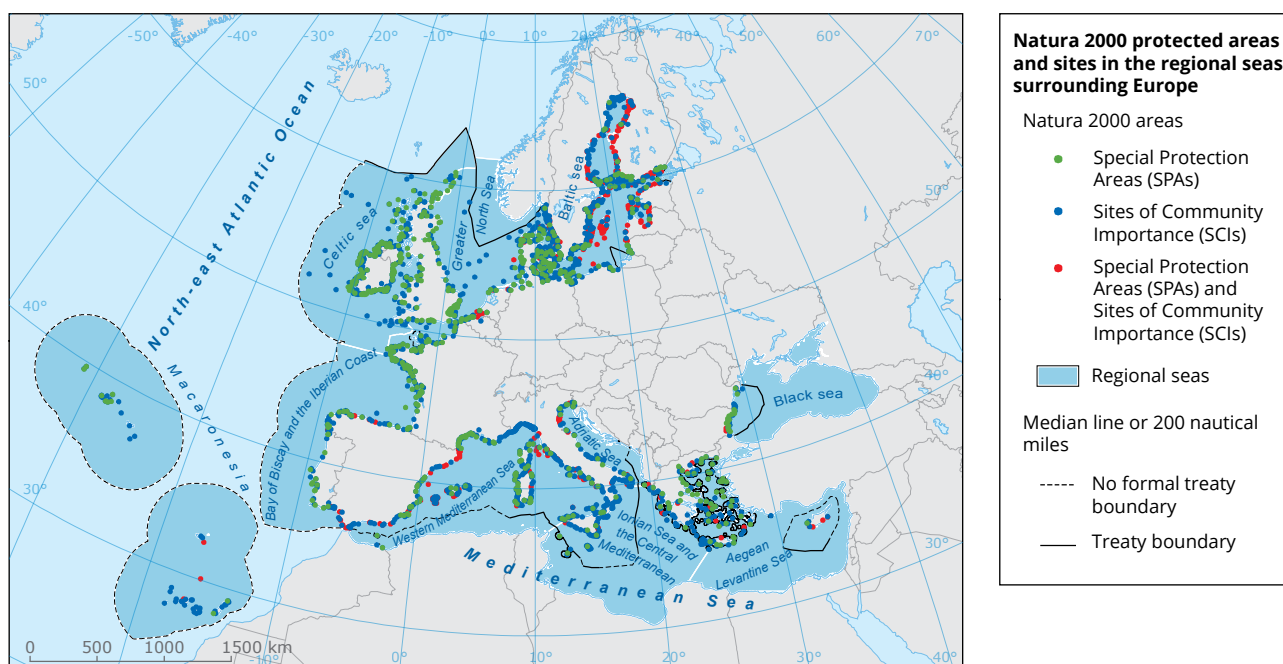 -50°
-40°
-30°
-20°
-10°
0°
10°
20°
30°
40°
50°
60°
70°
50°
60°
50°
40°
40°
30°
30°
-10°
0°
10°
20°
30°
40°
North-east Atlantic Ocean
Celtic sea
Greater
North Sea
Baltic sea
Macaronesia
Bay of Biscay and the Iberian Coast
Black sea
Adriatic Sea
Western Mediterranean Sea
Ionian Sea and
the Central
Mediterranean
Aegean
Levantine Sea
Mediterranean Sea
0 500 1000 1500 km
Natura 2000 protected areas
and sites in the regional seas
surrounding Europe
Natura 2000 areas
Special Protection
Areas (SPAs)
Sites of Community
Importance (SCIs)
Special Protection
Areas (SPAs) and
Sites of Community
Importance (SCIs)
Regional seas
Median line or 200 nautical
miles
No formal treaty
boundary
Treaty boundary